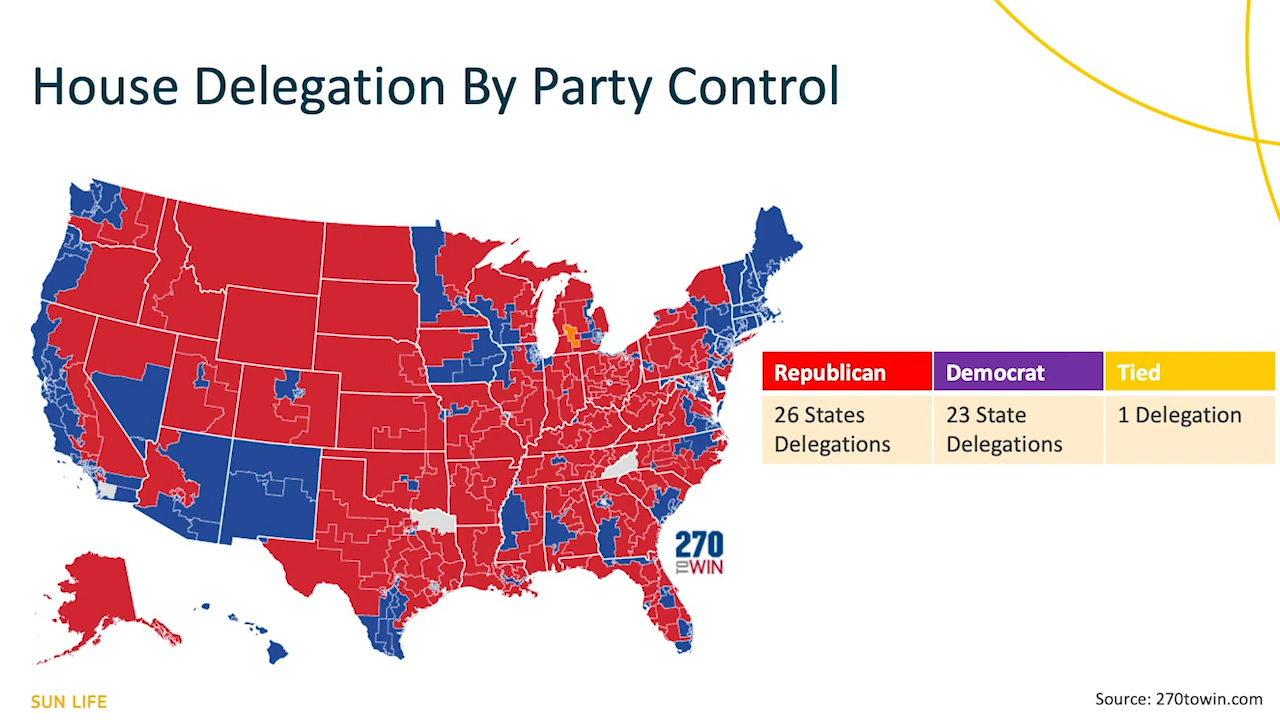 House Delegation By Party Control
Republican Democrat Tied
26 States 23 State 1 Delegation
Delegations Delegations
270
TO WIN
SUN LIFE
Source: 270towin.com